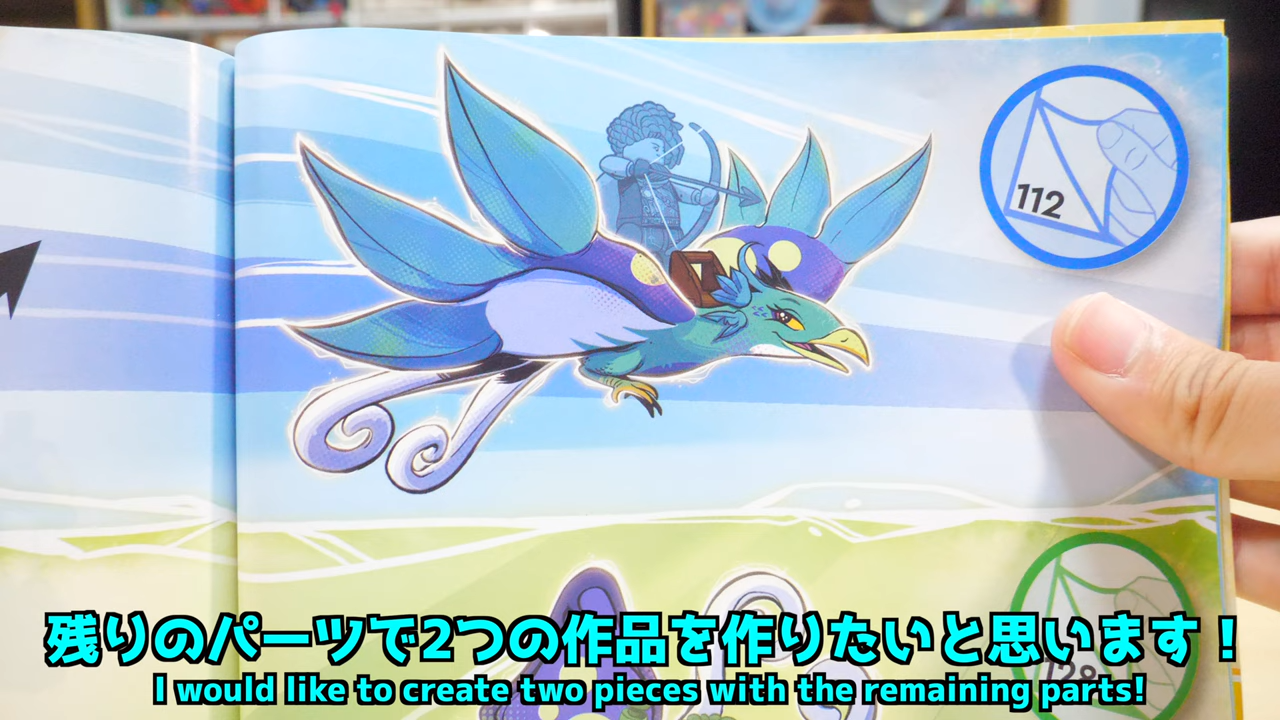 112
128
残りのパーツで2つの作品を作りたいと思います！
I would like to create two pieces with the remaining parts!